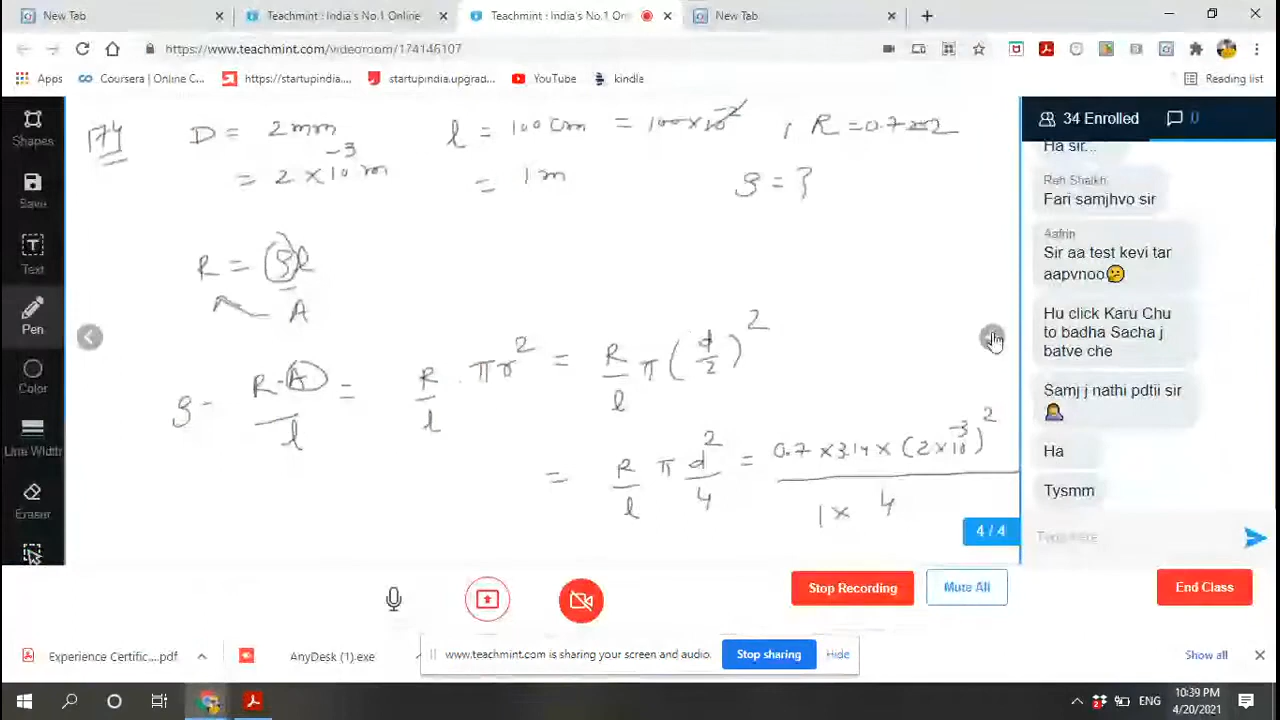 New Tab
Teachmint : India's No.1 Online
Teachmint : India's No.1 On
New Tab
https://www.teachmint.com/videoroom/174146107
Apps
Coursera | Online C...
https://startupindia....
startupindia.upgrad...
YouTube
kindle
Reading list
Shapes
Save
Text
Pen
Color
Line Width
Eraser
174 D = 2mm l = 100 cm = 100×10⁻² , R = 0.7Ω
= 2 × 10⁻³ m = 1 m ρ = ?
R = ρl
A
ρ = R·A = R . πr² = R π (d/2)²
l l l
= R π d² = 0.7 × 3.14 × (2×10⁻³)²
l 4 1 × 4
4 / 4
34 Enrolled 0
Ha sir...
Reh Shaikh
Fari samjhvo sir
Aafrin
Sir aa test kevi tar
aapvnoo😕
Hu click Karu Chu
to badha Sacha j
batve che
Samj j nathi pdtii sir
🤦‍♀️
Ha
Tysmm
Type Here
Stop Recording
Mute All
End Class
Experience Certific....pdf
AnyDesk (1).exe
www.teachmint.com is sharing your screen and audio.
Stop sharing
Hide
Show all
ENG
10:39 PM
4/20/2021